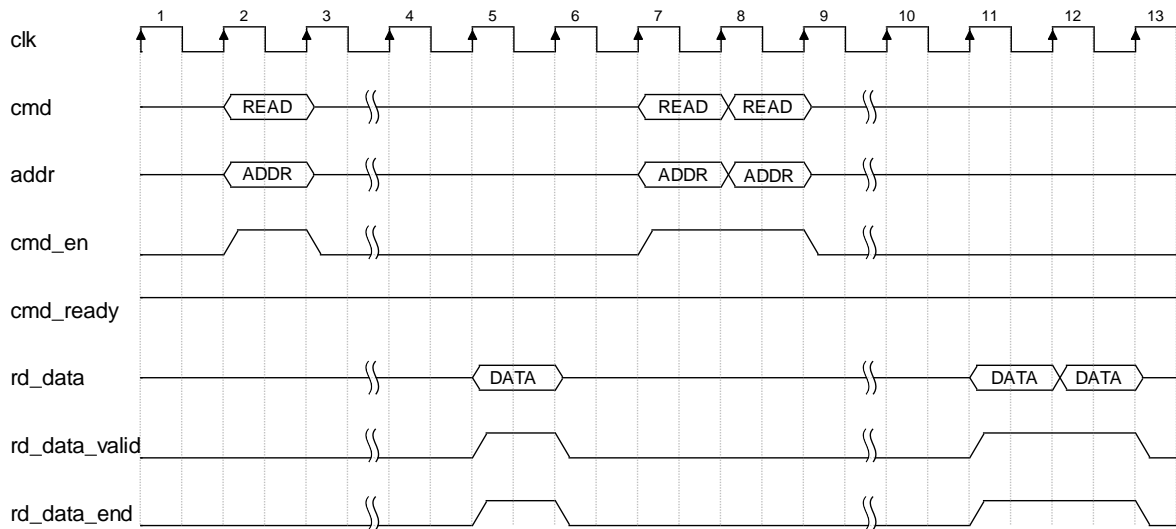 1 2 3 4 5 6 7 8 9 10 11 12 13
clk
cmd READ READ READ
addr ADDR ADDR ADDR
cmd_en
cmd_ready
rd_data DATA DATA DATA
rd_data_valid
rd_data_end